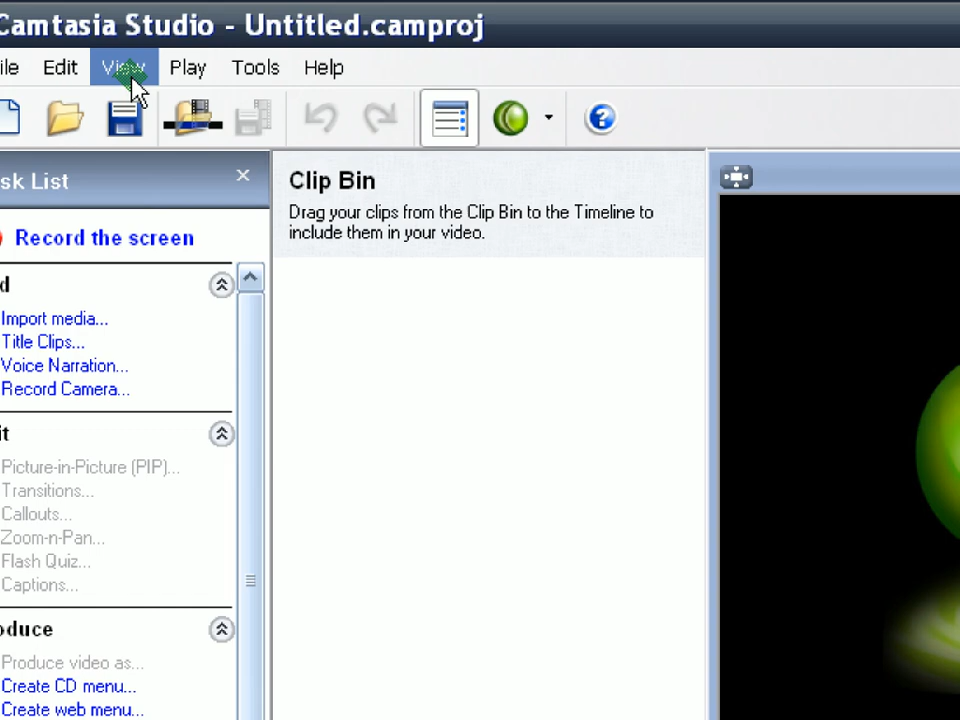 Camtasia Studio - Untitled.camproj
ile Edit View Play Tools Help
sk List
Record the screen
d
Import media...
Title Clips...
Voice Narration...
Record Camera...
it
Picture-in-Picture (PIP)...
Transitions...
Callouts...
Zoom-n-Pan...
Flash Quiz...
Captions...
oduce
Produce video as...
Create CD menu...
Create web menu...
Clip Bin
Drag your clips from the Clip Bin to the Timeline to
include them in your video.